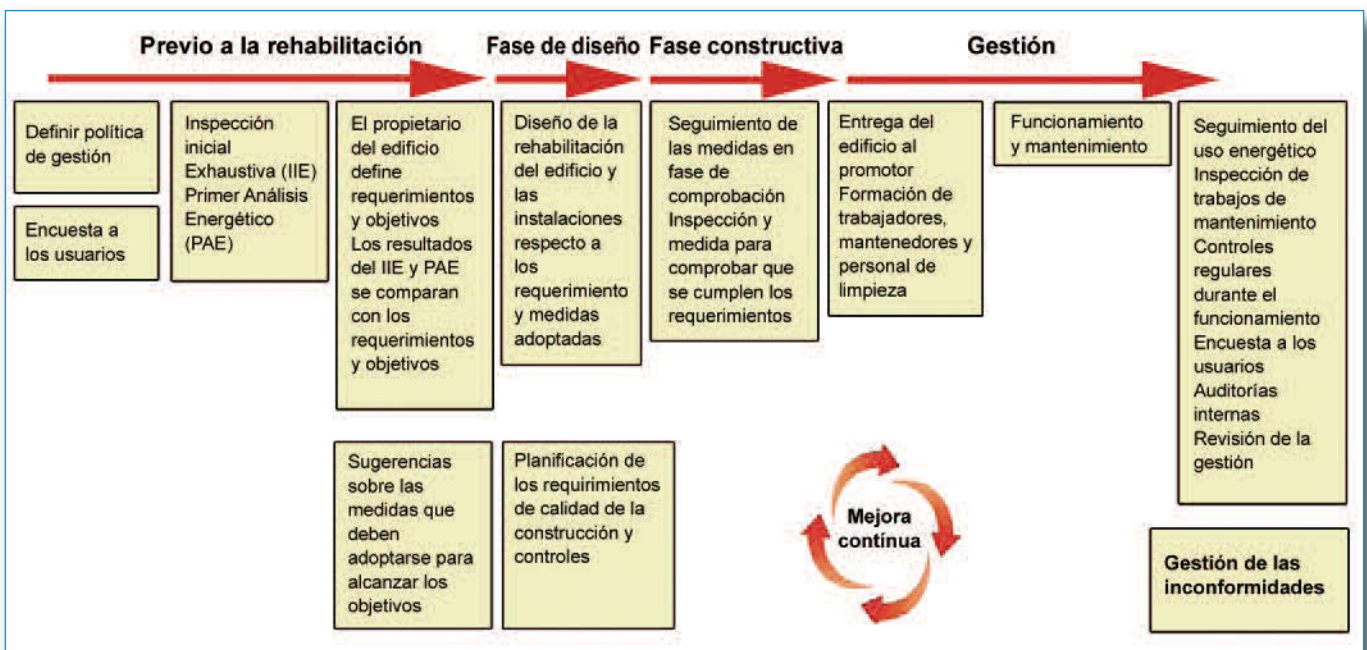 Previo a la rehabilitación
Fase de diseño
Fase constructiva
Gestión
Definir política
de gestión
Encuesta a
los usuarios
Inspección
inicial
Exhaustiva (IIE)
Primer Análisis
Energético
(PAE)
El propietario
del edificio
define
requerimientos
y objetivos
Los resultados
del IIE y PAE
se comparan
con los
requerimientos
y objetivos
Sugerencias
sobre las
medidas que
deben
adoptarse para
alcanzar los
objetivos
Diseño de la
rehabilitación
del edificio y
las
instalaciones
respecto a
los
requerimiento
y medidas
adoptadas
Planificación de
los requirimientos
de calidad de la
construcción y
controles
Seguimiento de
las medidas en
fase de
comprobación
Inspección y
medida para
comprobar que
se cumplen los
requerimientos
Entrega del
edificio al
promotor
Formación de
trabajadores,
mantenedores y
personal de
limpieza
Funcionamiento
y mantenimiento
Seguimiento del
uso energético
Inspección de
trabajos de
mantenimiento
Controles
regulares
durante el
funcionamiento
Encuesta a los
usuarios
Auditorías
internas
Revisión de la
gestión
Mejora
contínua
Gestión de las
inconformidades